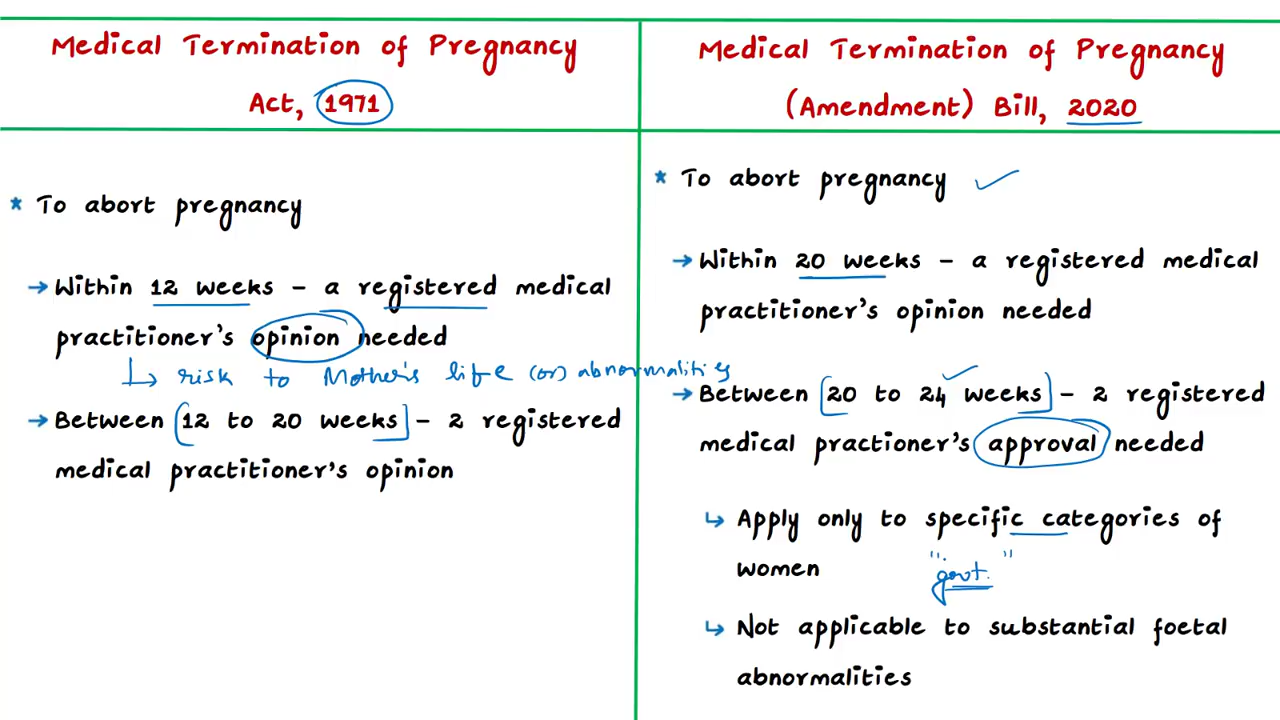 Medical Termination of Pregnancy
Act, 1971
* To abort pregnancy
→ Within 12 weeks - a registered medical
practitioner's opinion needed
↳ risk to Mother's life (or) abnormalities
→ Between [12 to 20 weeks] - 2 registered
medical practitioner's opinion
Medical Termination of Pregnancy
(Amendment) Bill, 2020
* To abort pregnancy ✓
→ Within 20 weeks - a registered medical
practitioner's opinion needed
→ Between [20 to 24 weeks] - 2 registered
medical practioner's approval needed
↳ Apply only to specific categories of
women "govt."
↳ Not applicable to substantial foetal
abnormalities